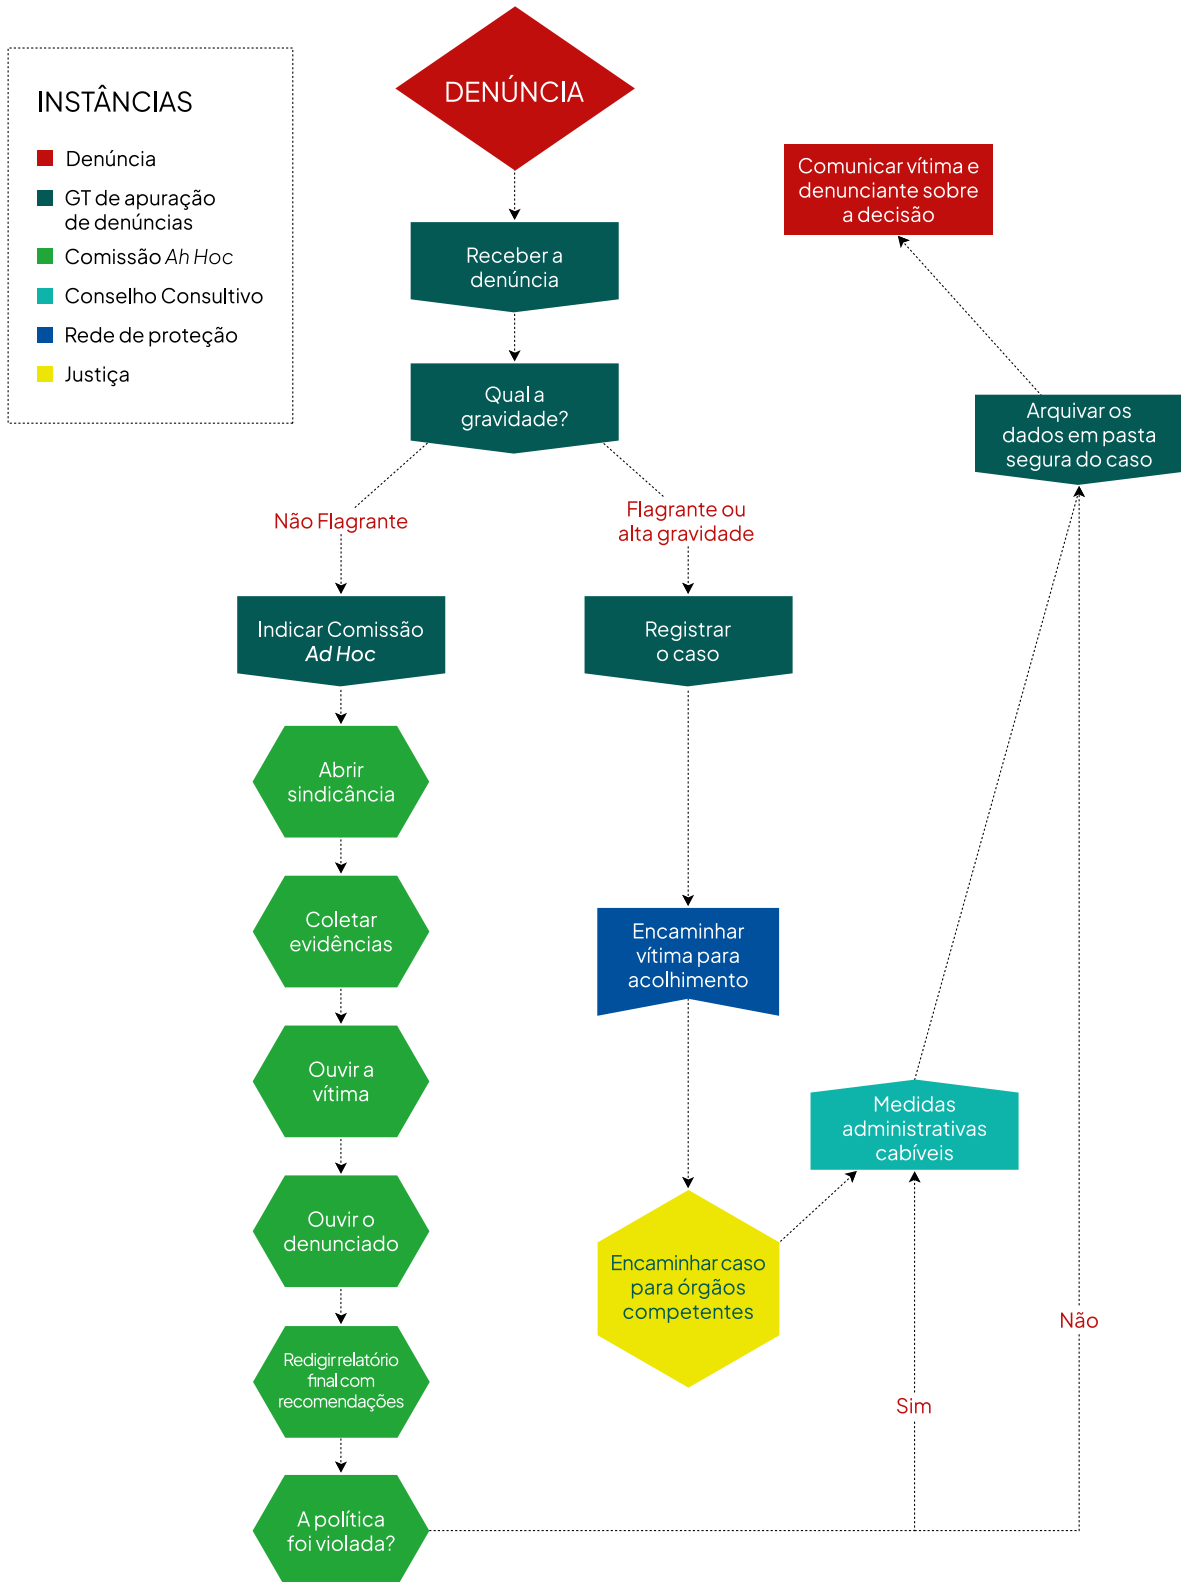 INSTÂNCIAS
Denúncia
GT de apuração
de denúncias
Comissão Ah Hoc
Conselho Consultivo
Rede de proteção
Justiça
DENÚNCIA
Receber a
denúncia
Qual a
gravidade?
Não Flagrante
Flagrante ou
alta gravidade
Indicar Comissão
Ad Hoc
Registrar
o caso
Abrir
sindicância
Coletar
evidências
Ouvir a
vítima
Ouvir o
denunciado
Redigir relatório
final com
recomendações
A política
foi violada?
Encaminhar
vítima para
acolhimento
Encaminhar caso
para órgãos
competentes
Sim
Não
Medidas
administrativas
cabíveis
Arquivar os
dados em pasta
segura do caso
Comunicar vítima e
denunciante sobre
a decisão